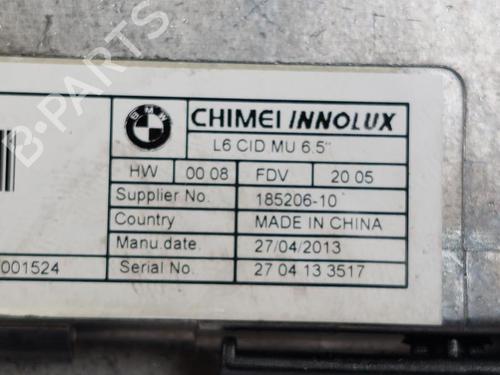 BMW
CHIMEI INNOLUX
L6 CID MU 6.5"
HW 00 08 FDV 20 05
Supplier No. 185206-10
Country MADE IN CHINA
Manu.date. 27/04/2013
001524 Serial No. 27 04 13 3517
B-PARTS